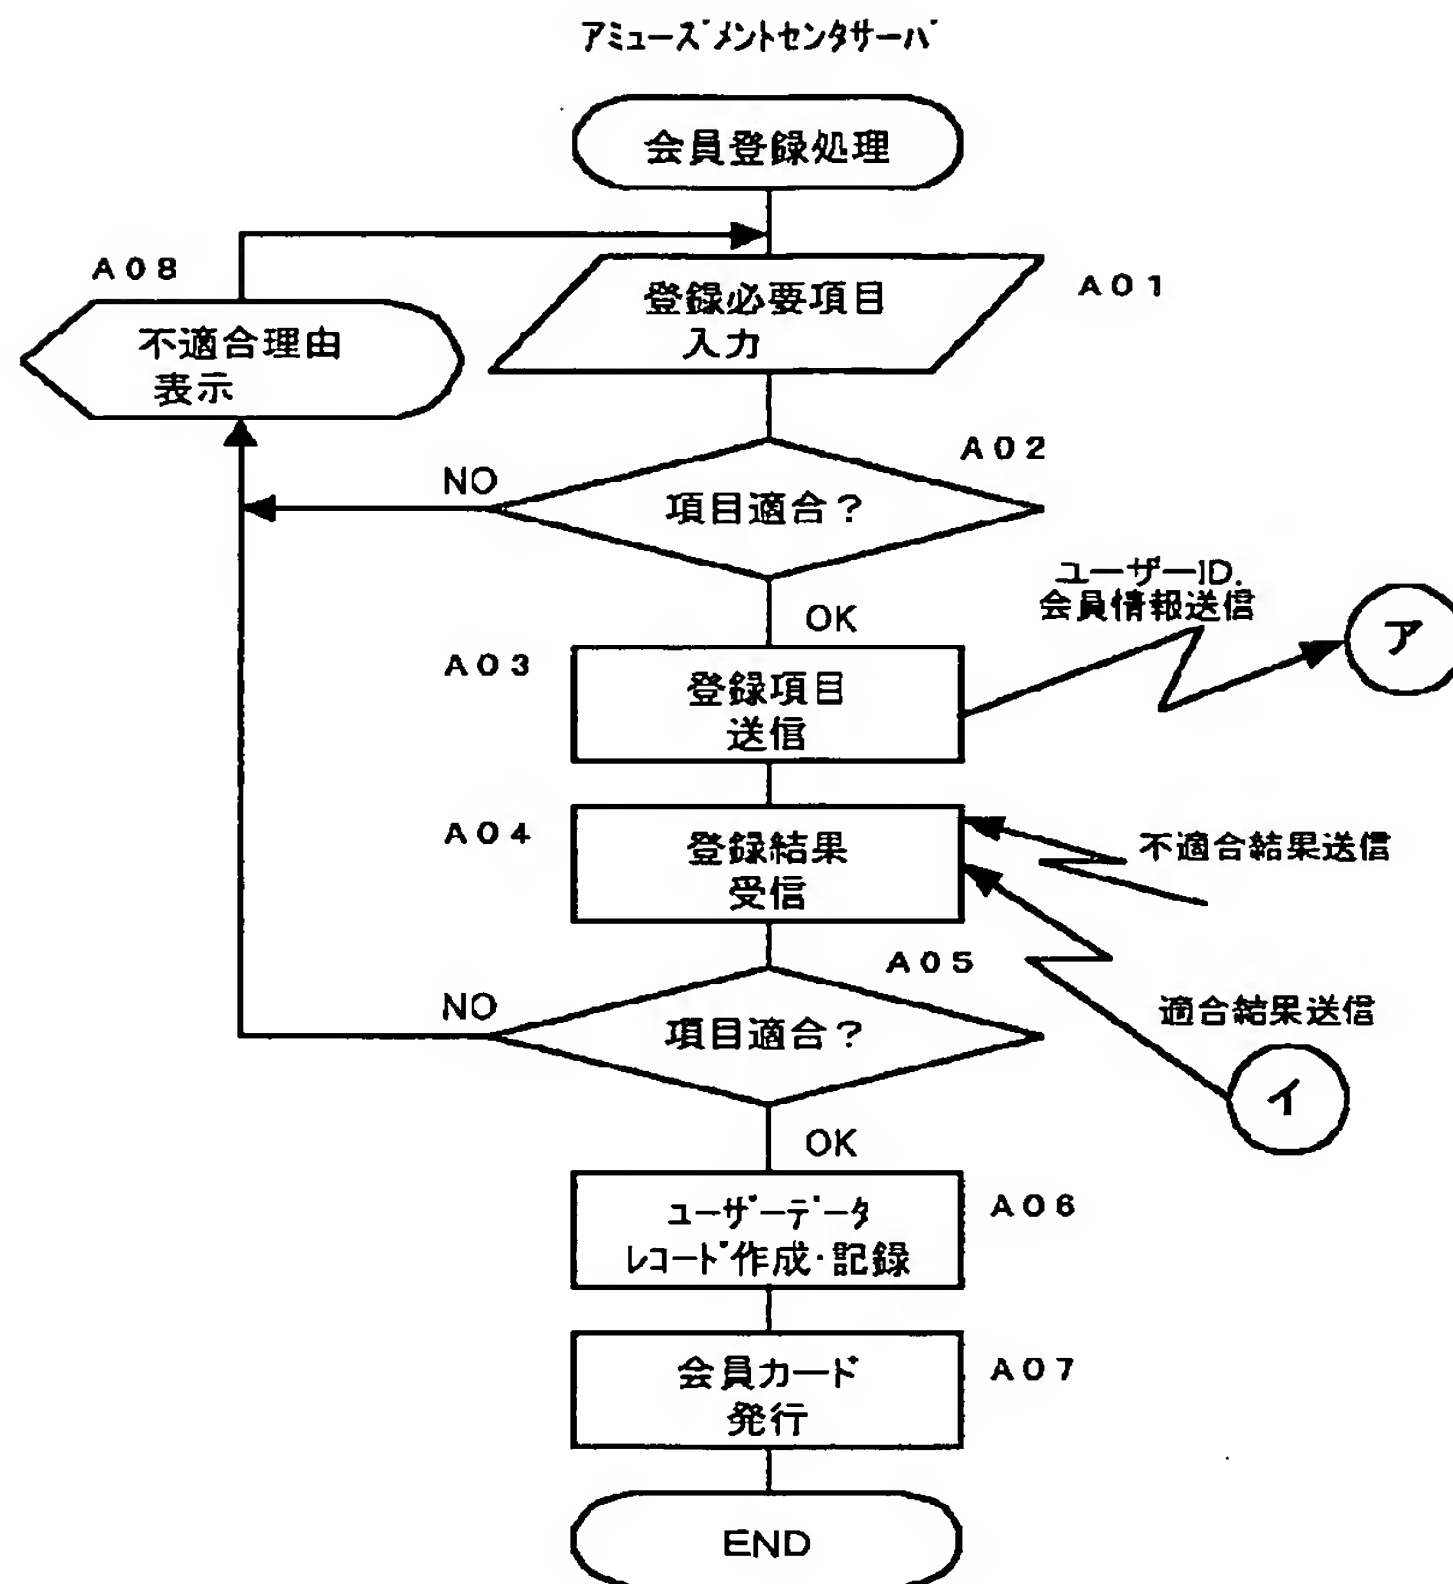 アミューズメントセンタサーバ
会員登録処理
A08
不適合理由
表示
登録必要項目
入力
A01
A02
NO
項目適合?
OK
ユーザーID.
会員情報送信
ア
A03
登録項目
送信
A04
登録結果
受信
不適合結果送信
A05
NO
項目適合?
適合結果送信
イ
OK
ユーザーデータ
レコード作成・記録
A06
会員カード
発行
A07
END